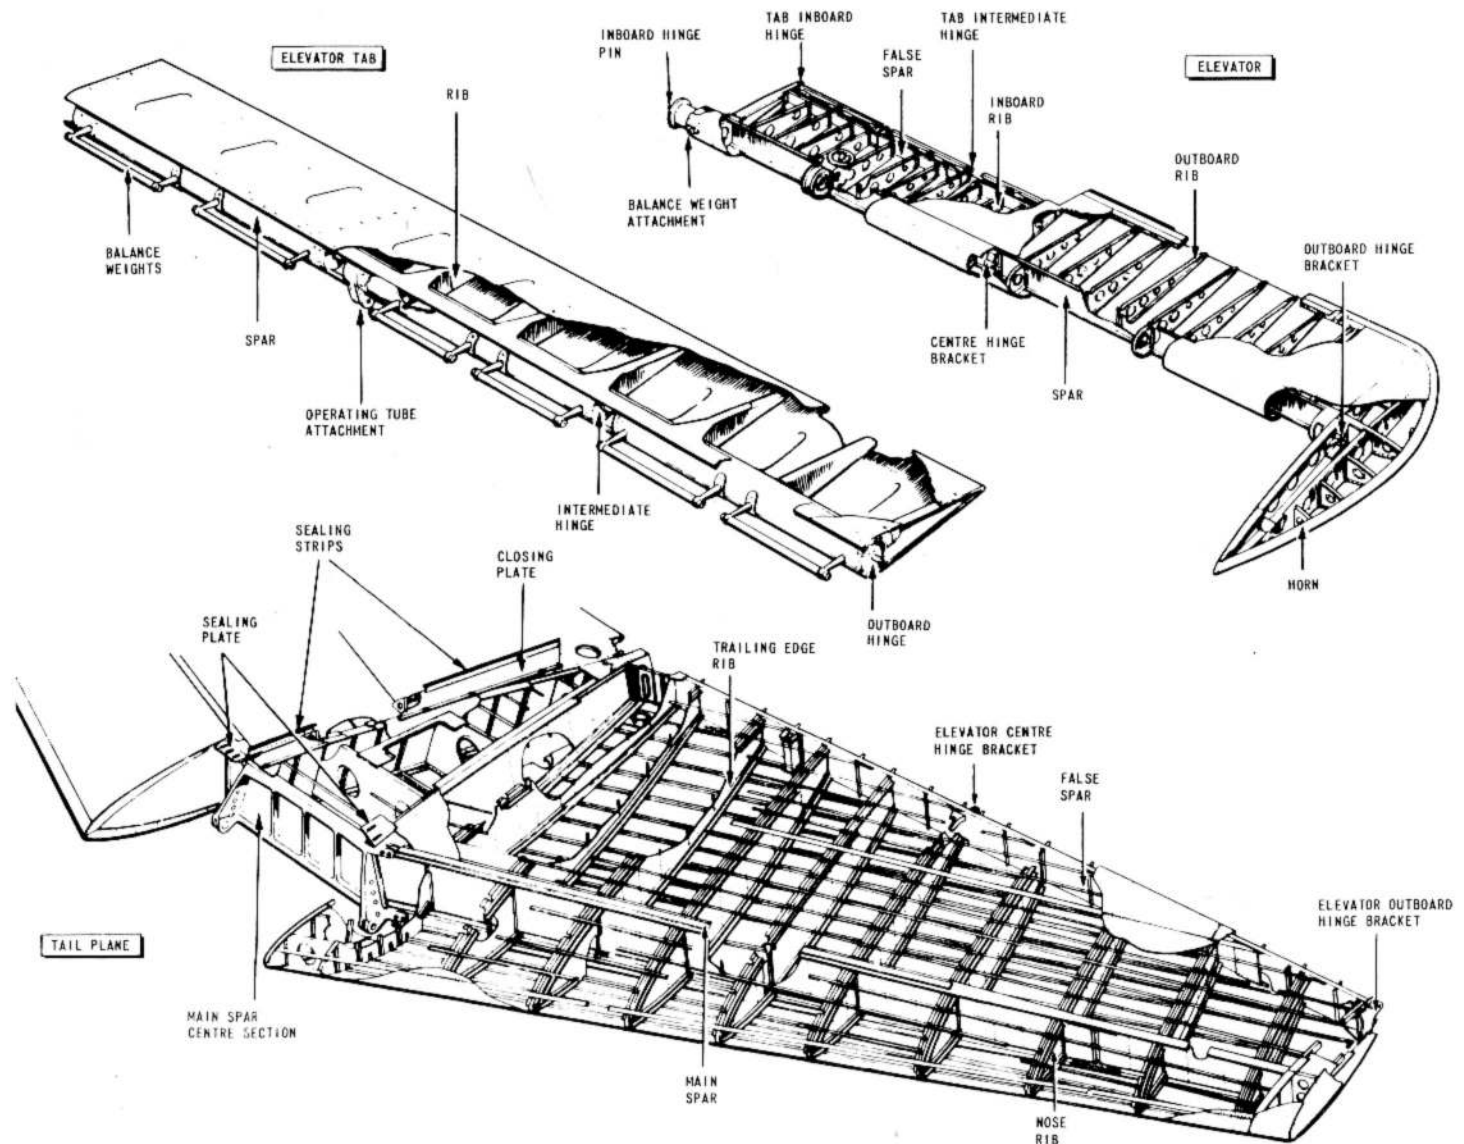 ELEVATOR TAB
RIB
BALANCE
WEIGHTS
SPAR
OPERATING TUBE
ATTACHMENT
INTERMEDIATE
HINGE
OUTBOARD
HINGE
INBOARD HINGE
PIN
TAB INBOARD
HINGE
FALSE
SPAR
TAB INTERMEDIATE
HINGE
ELEVATOR
INBOARD
RIB
OUTBOARD
RIB
BALANCE WEIGHT
ATTACHMENT
OUTBOARD HINGE
BRACKET
CENTRE HINGE
BRACKET
SPAR
HORN
SEALING
STRIPS
CLOSING
PLATE
SEALING
PLATE
TRAILING EDGE
RIB
ELEVATOR CENTRE
HINGE BRACKET
FALSE
SPAR
ELEVATOR OUTBOARD
HINGE BRACKET
TAIL PLANE
MAIN SPAR
CENTRE SECTION
MAIN
SPAR
NOSE
RIB